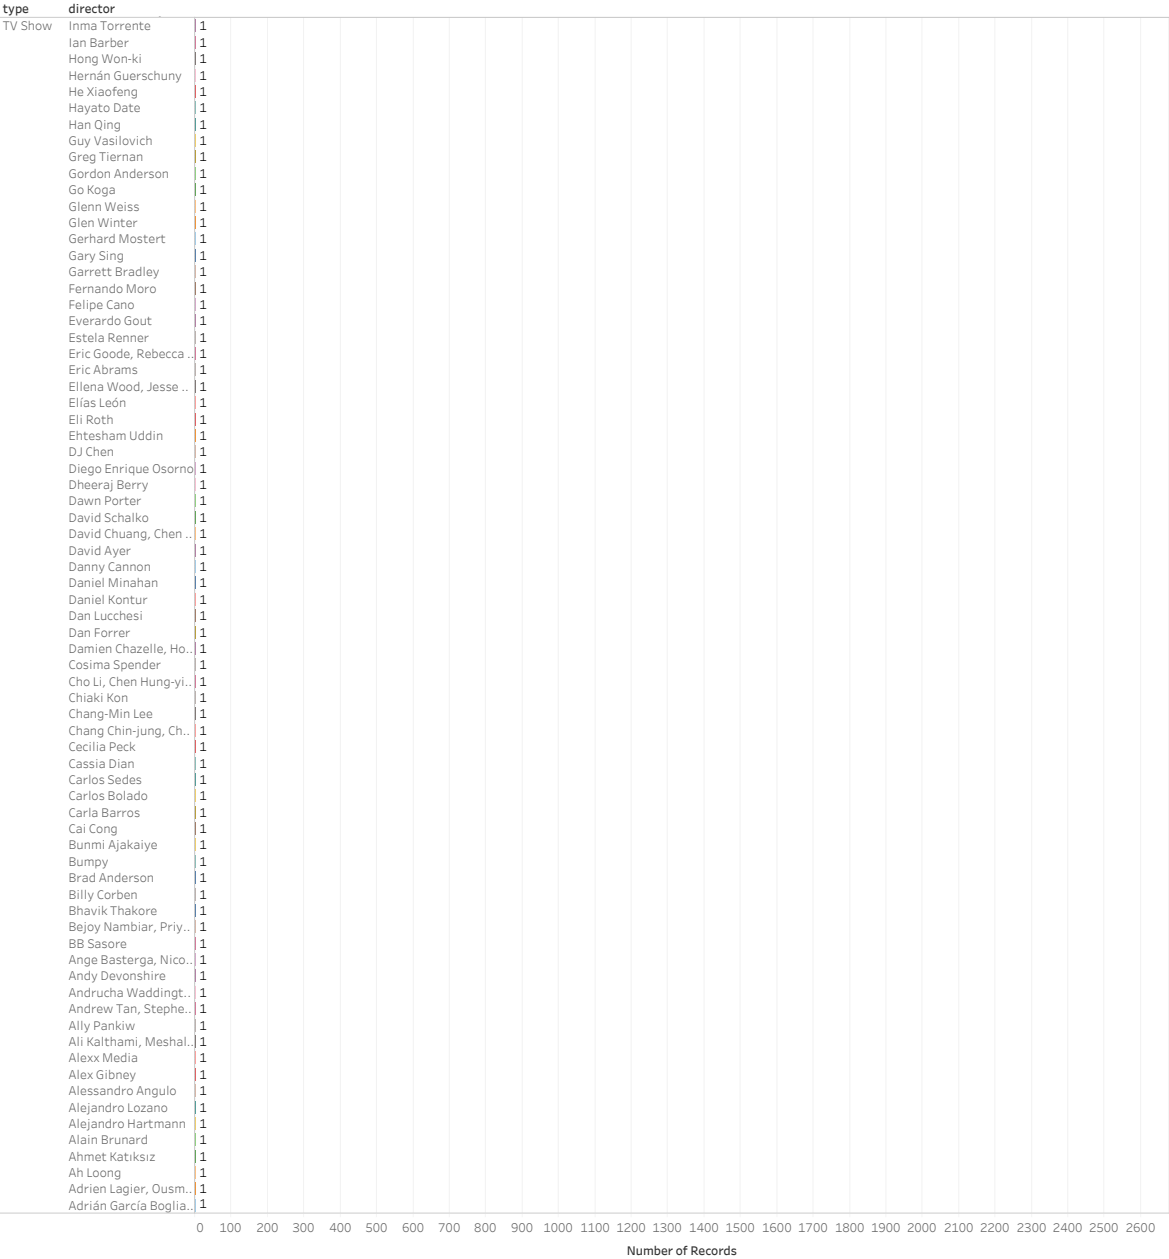 type director
TV Show Inma Torrente 1
Ian Barber 1
Hong Won-ki 1
Hernán Guerschuny 1
He Xiaofeng 1
Hayato Date 1
Han Qing 1
Guy Vasilovich 1
Greg Tiernan 1
Gordon Anderson 1
Go Koga 1
Glenn Weiss 1
Glen Winter 1
Gerhard Mostert 1
Gary Sing 1
Garrett Bradley 1
Fernando Moro 1
Felipe Cano 1
Everardo Gout 1
Estela Renner 1
Eric Goode, Rebecca .. 1
Eric Abrams 1
Ellena Wood, Jesse .. 1
Elías León 1
Eli Roth 1
Ehtesham Uddin 1
DJ Chen 1
Diego Enrique Osorno 1
Dheeraj Berry 1
Dawn Porter 1
David Schalko 1
David Chuang, Chen .. 1
David Ayer 1
Danny Cannon 1
Daniel Minahan 1
Daniel Kontur 1
Dan Lucchesi 1
Dan Forrer 1
Damien Chazelle, Ho.. 1
Cosima Spender 1
Cho Li, Chen Hung-yi.. 1
Chiaki Kon 1
Chang-Min Lee 1
Chang Chin-jung, Ch.. 1
Cecilia Peck 1
Cassia Dian 1
Carlos Sedes 1
Carlos Bolado 1
Carla Barros 1
Cai Cong 1
Bunmi Ajakaiye 1
Bumpy 1
Brad Anderson 1
Billy Corben 1
Bhavik Thakore 1
Bejoy Nambiar, Priy.. 1
BB Sasore 1
Ange Basterga, Nico.. 1
Andy Devonshire 1
Andrucha Waddingt.. 1
Andrew Tan, Stephe.. 1
Ally Pankiw 1
Ali Kalthami, Meshal.. 1
Alexx Media 1
Alex Gibney 1
Alessandro Angulo 1
Alejandro Lozano 1
Alejandro Hartmann 1
Alain Brunard 1
Ahmet Katıksız 1
Ah Loong 1
Adrien Lagier, Ousm.. 1
Adrián García Boglia.. 1
0 100 200 300 400 500 600 700 800 900 1000 1100 1200 1300 1400 1500 1600 1700 1800 1900 2000 2100 2200 2300 2400 2500 2600
Number of Records